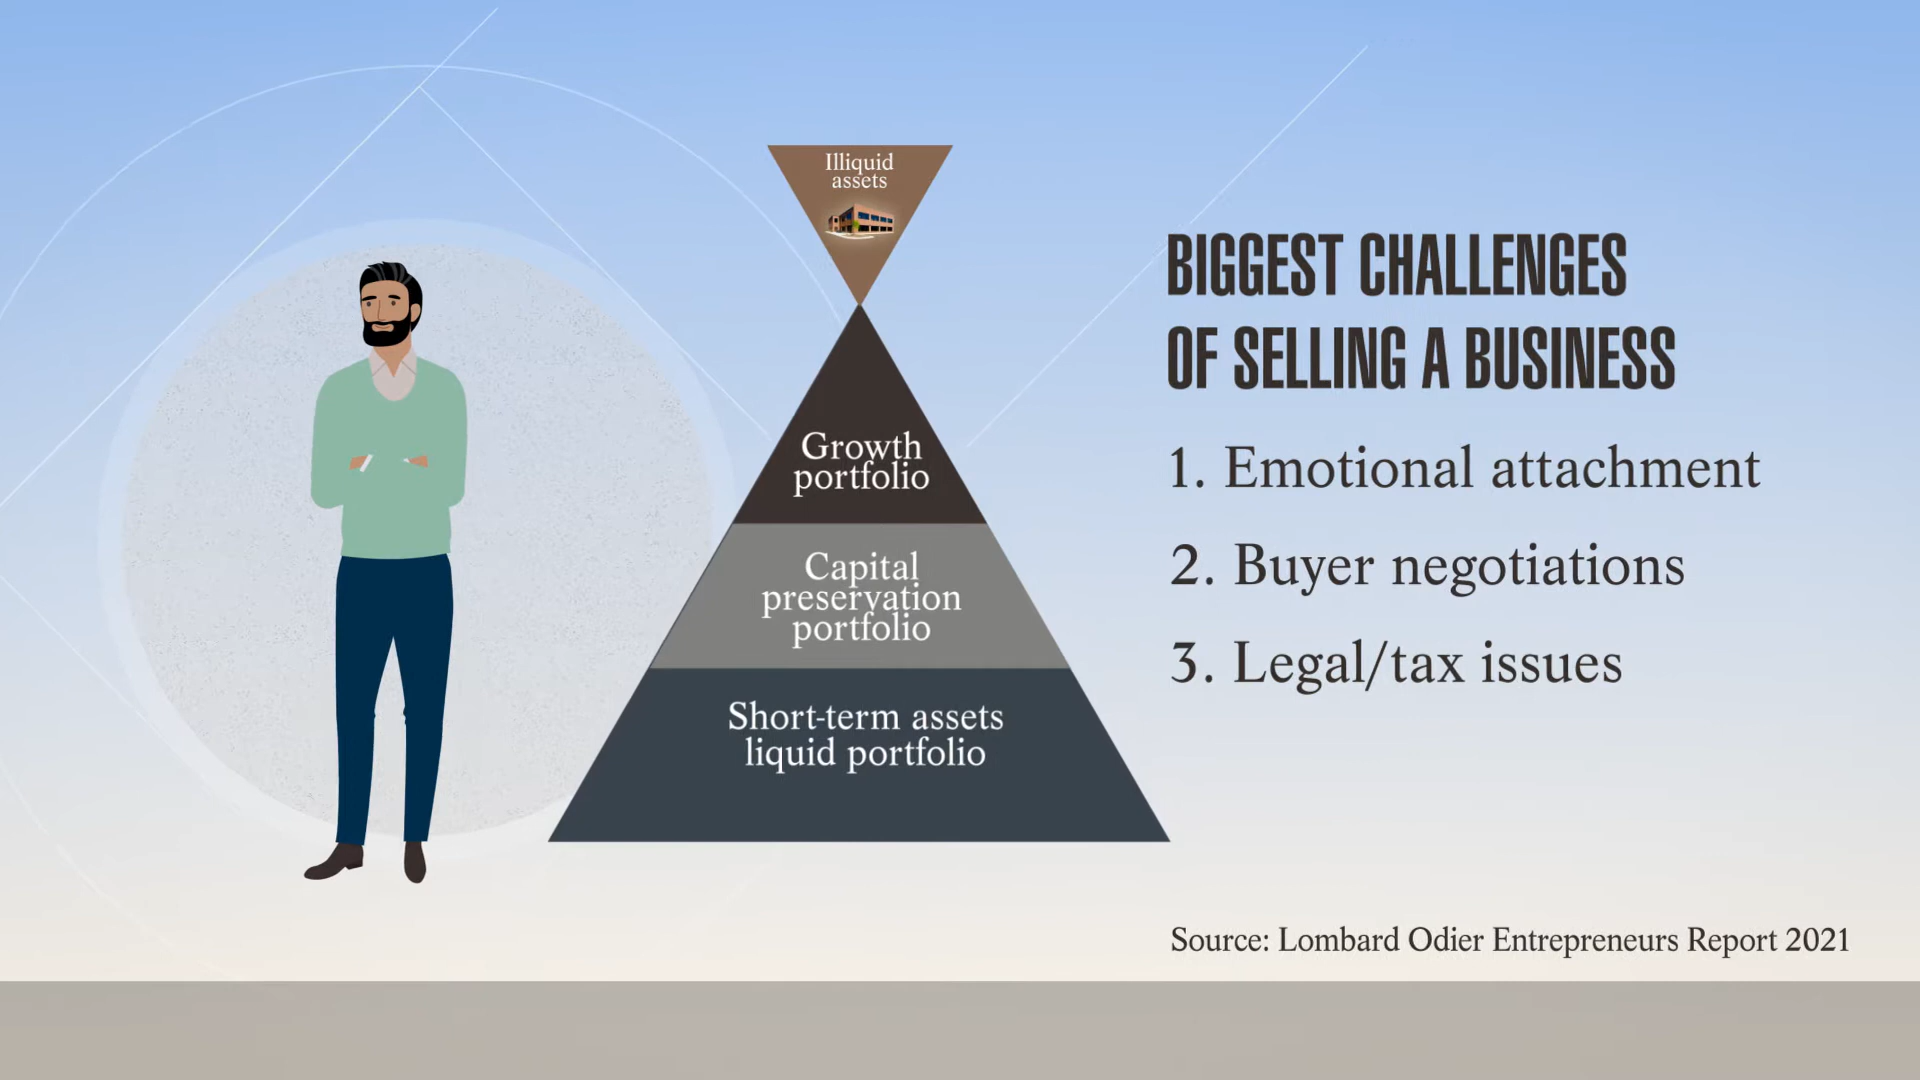 Illiquid
assets
Growth
portfolio
Capital
preservation
portfolio
Short-term assets
liquid portfolio
BIGGEST CHALLENGES
OF SELLING A BUSINESS
1. Emotional attachment
2. Buyer negotiations
3. Legal/tax issues
Source: Lombard Odier Entrepreneurs Report 2021